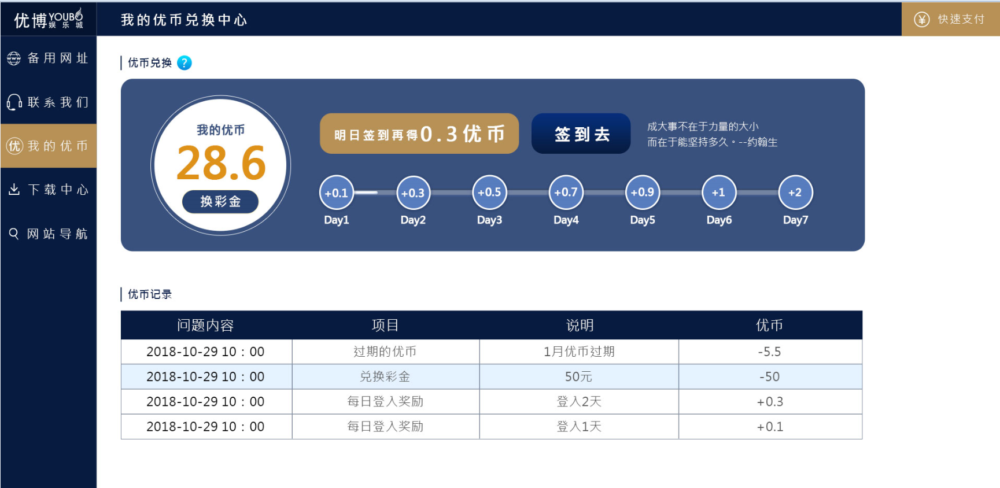 优博 YOUBO 娱乐城
我的优币兑换中心
¥ 快速支付
www 备用网址
联系我们
优 我的优币
下载中心
网站导航
优币兑换 ?
我的优币
28.6
换彩金
明日签到再得0.3优币
签到去
成大事不在于力量的大小
而在于能坚持多久。--约翰生
+0.1 +0.3 +0.5 +0.7 +0.9 +1 +2
Day1 Day2 Day3 Day4 Day5 Day6 Day7
优币记录
问题内容 项目 说明 优币
2018-10-29 10：00 过期的优币 1月优币过期 -5.5
2018-10-29 10：00 兑换彩金 50元 -50
2018-10-29 10：00 每日登入奖励 登入2天 +0.3
2018-10-29 10：00 每日登入奖励 登入1天 +0.1